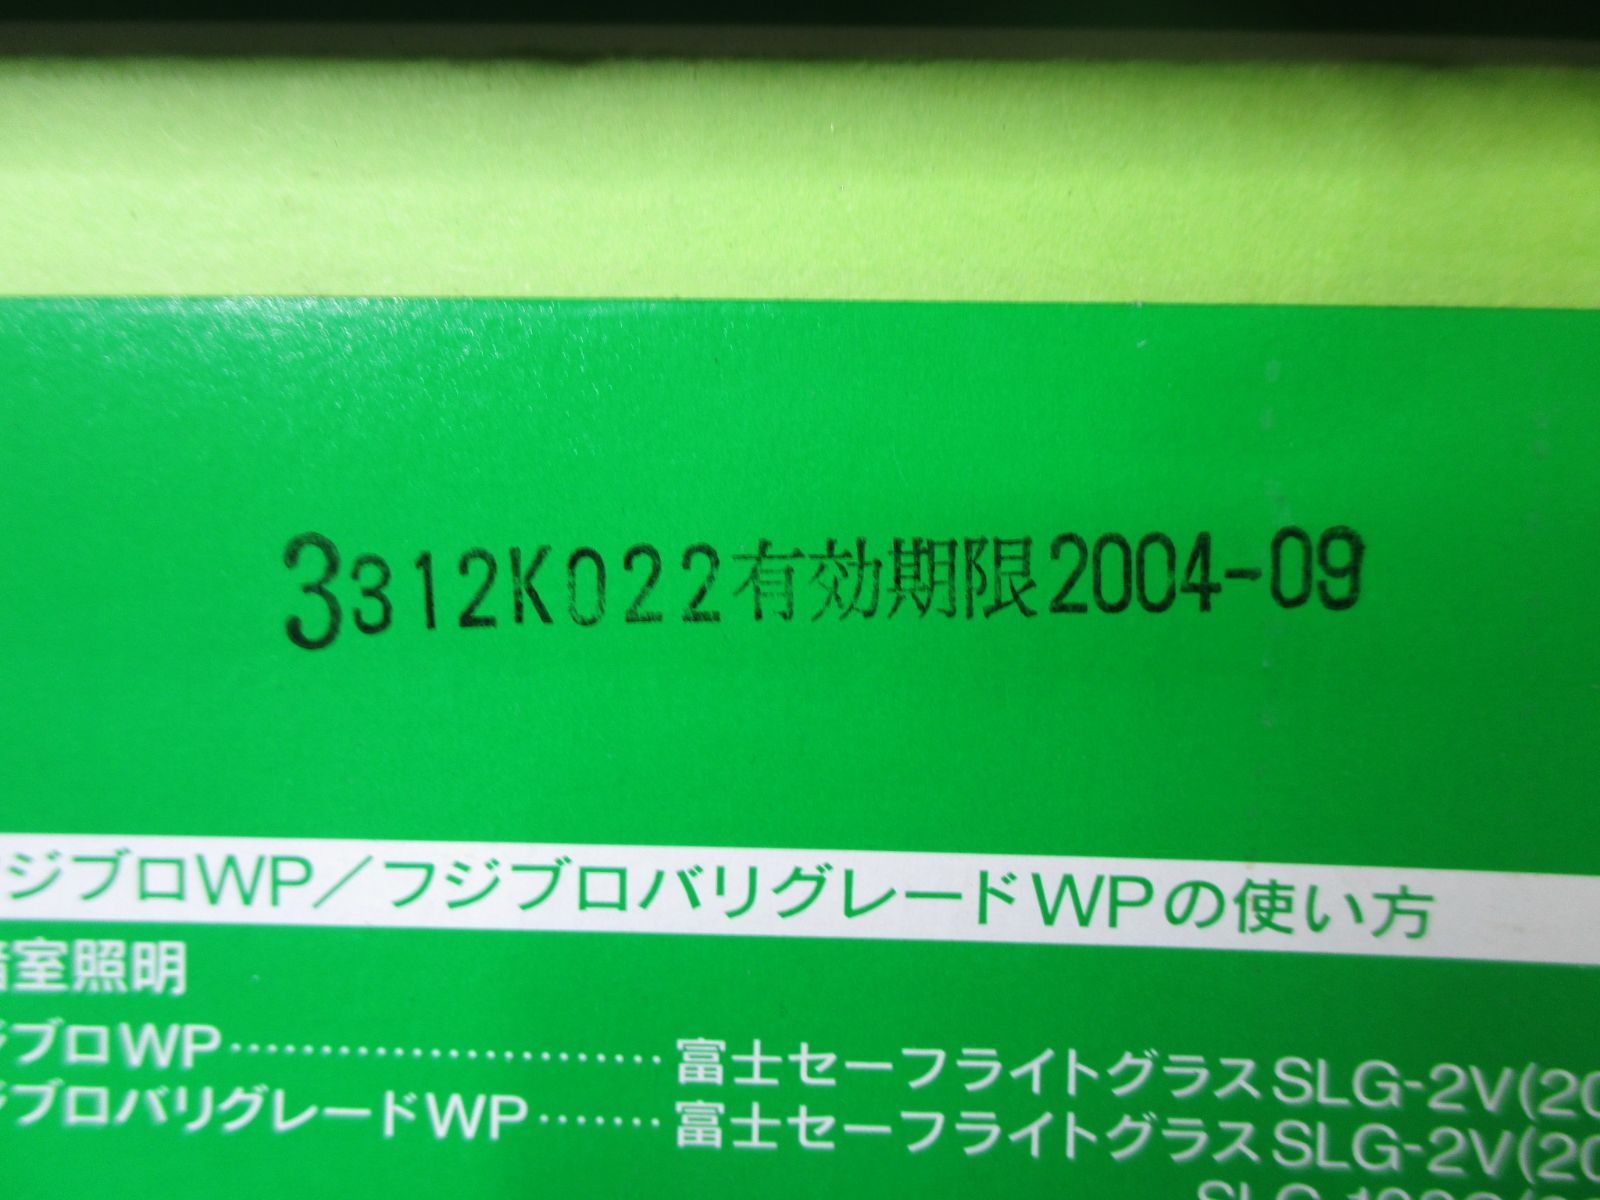 3312K022有効期限2004-09
ジブロWP／フジブロバリグレードWPの使い方
室照明
ジブロWP……………………富士セーフライトグラスSLG-2V(20
ジブロバリグレードWP……富士セーフライトグラスSLG-2V(20